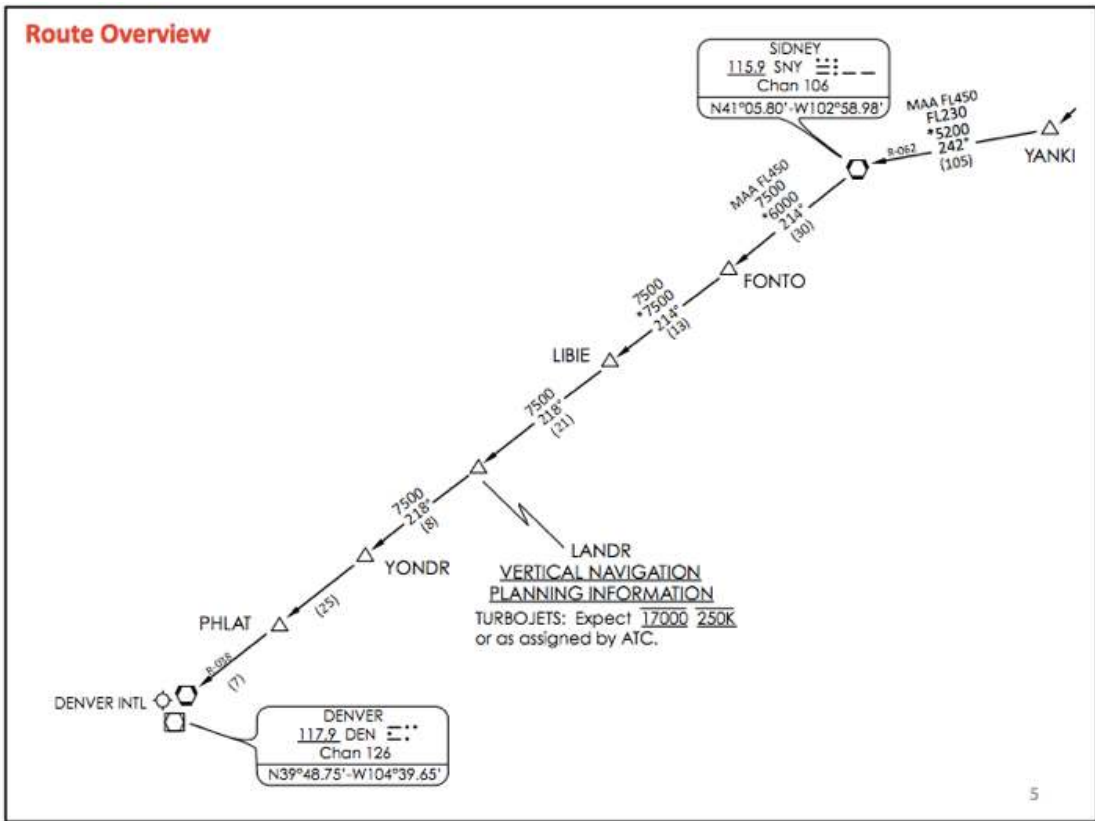 Route Overview
SIDNEY
115.9 SNY
Chan 106
N41°05.80'-W102°58.98'
MAA FL450
FL230
*5200
242°
(105)
R-062
YANKI
MAA FL450
7500
*6000
214°
(30)
FONTO
7500
*7500
214°
(13)
LIBIE
7500
218°
(21)
LANDR
VERTICAL NAVIGATION
PLANNING INFORMATION
TURBOJETS: Expect 17000 250K
or as assigned by ATC.
7500
218°
(8)
YONDR
(25)
PHLAT
R-038
(7)
DENVER INTL
DENVER
117.9 DEN
Chan 126
N39°48.75'-W104°39.65'
5